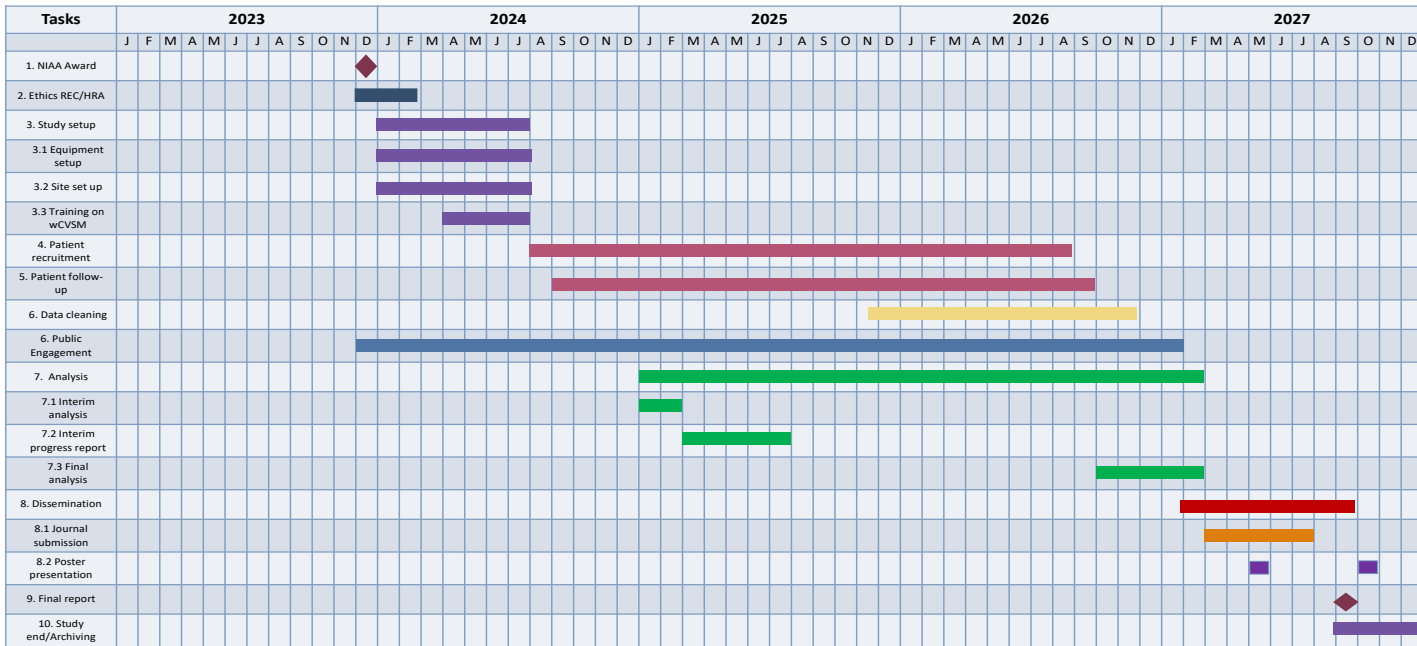 Tasks 2023 2024 2025 2026 2027
J F M A M J J A S O N D J F M A M J J A S O N D J F M A M J J A S O N D J F M A M J J A S O N D J F M A M J J A S O N D
1. NIAA Award
2. Ethics REC/HRA
3. Study setup
3.1 Equipment
setup
3.2 Site set up
3.3 Training on
wCVSM
4. Patient
recruitment
5. Patient follow-
up
6. Data cleaning
6. Public
Engagement
7. Analysis
7.1 Interim
analysis
7.2 Interim
progress report
7.3 Final
analysis
8. Dissemination
8.1 Journal
submission
8.2 Poster
presentation
9. Final report
10. Study
end/Archiving